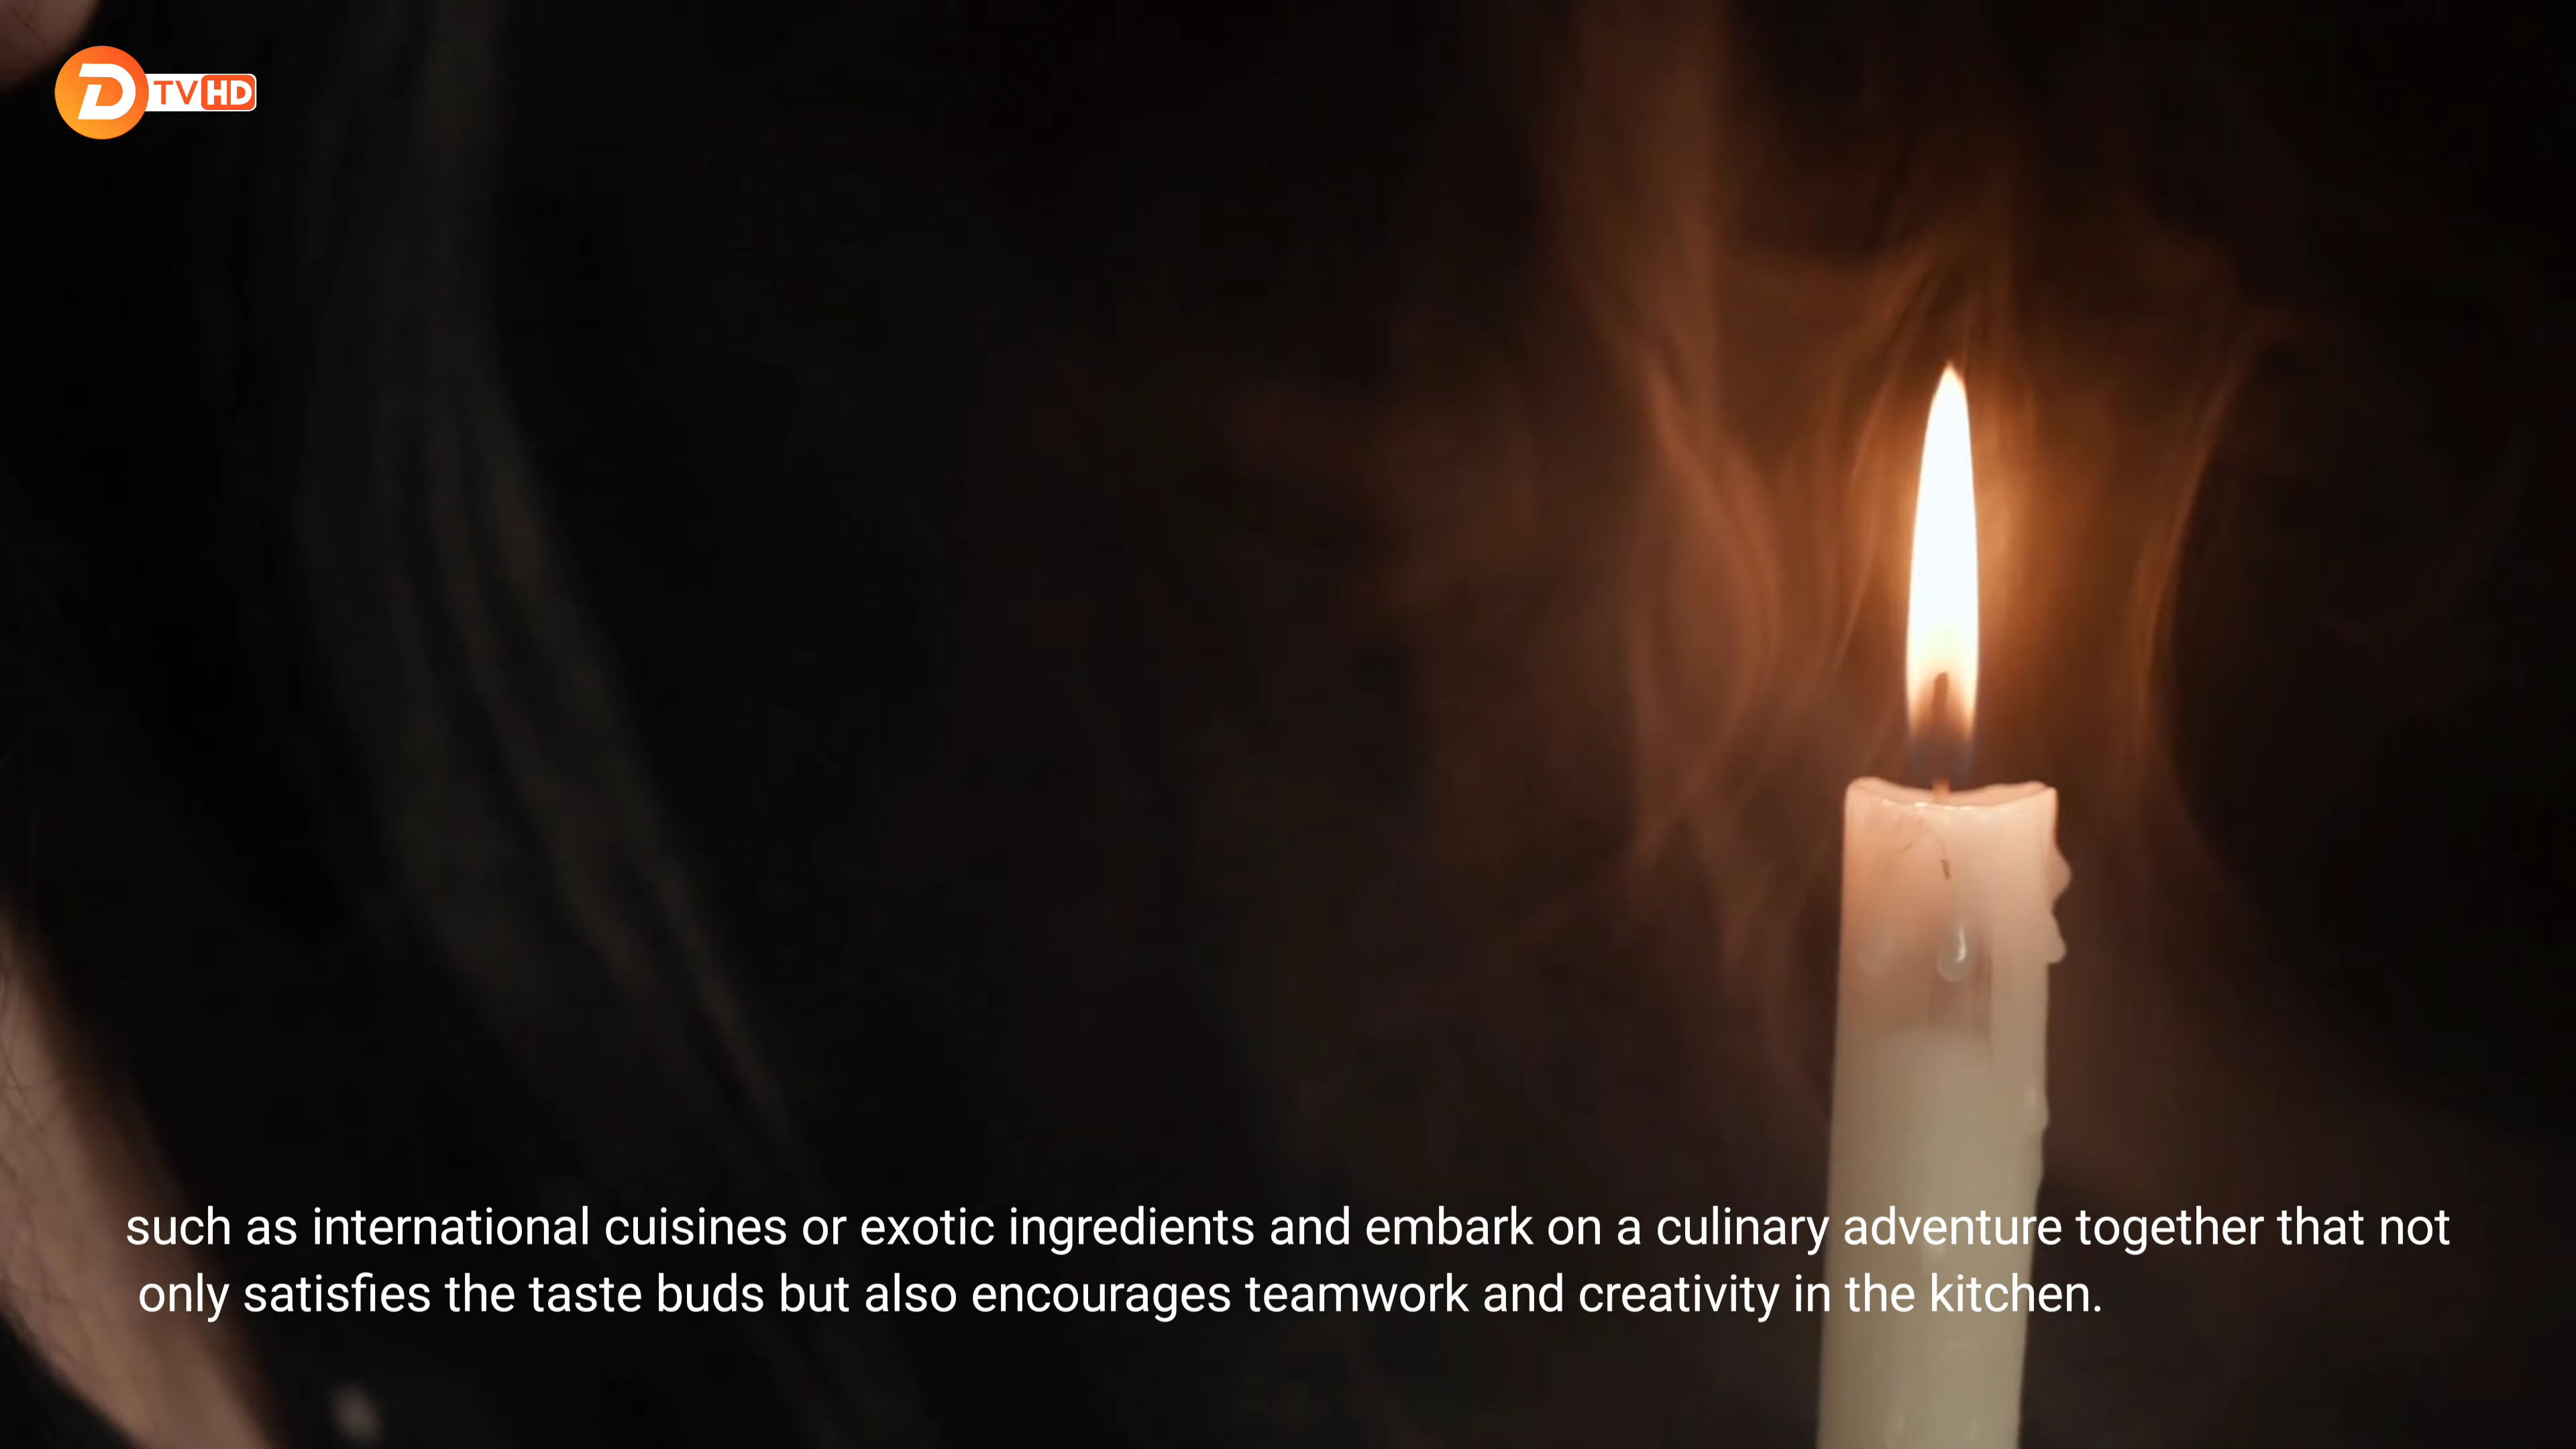 D TV HD
such as international cuisines or exotic ingredients and embark on a culinary adventure together that not
only satisfies the taste buds but also encourages teamwork and creativity in the kitchen.